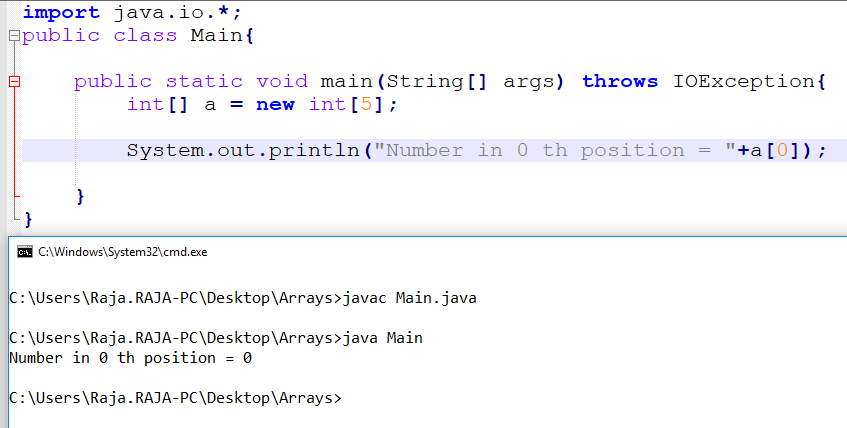 import java.io.*;
public class Main{
public static void main(String[] args) throws IOException{
int[] a = new int[5];
System.out.println("Number in 0 th position = "+a[0]);
}
}
C:\Windows\System32\cmd.exe
C:\Users\Raja.RAJA-PC\Desktop\Arrays>javac Main.java
C:\Users\Raja.RAJA-PC\Desktop\Arrays>java Main
Number in 0 th position = 0
C:\Users\Raja.RAJA-PC\Desktop\Arrays>